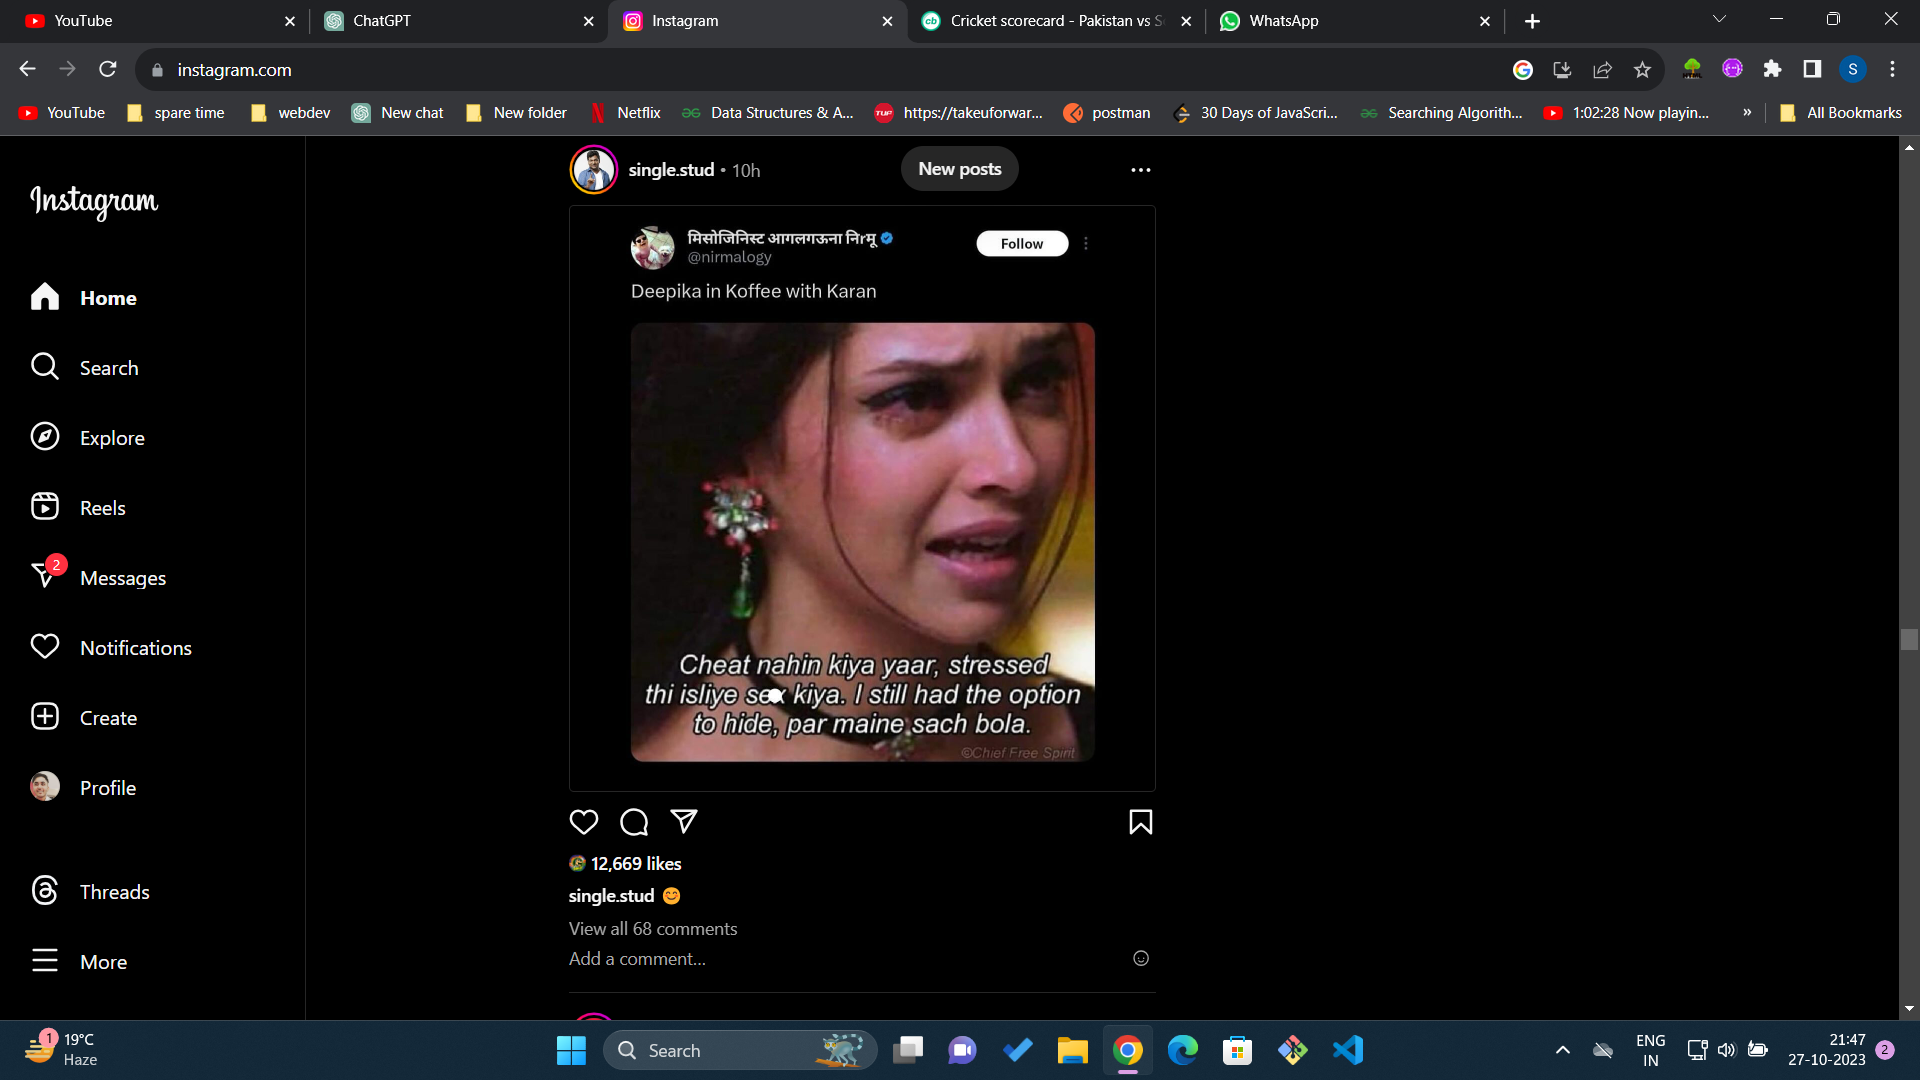 YouTube
ChatGPT
Instagram
Cricket scorecard - Pakistan vs S
WhatsApp
instagram.com
S
YouTube
spare time
webdev
New chat
New folder
Netflix
Data Structures & A...
TUF
https://takeuforwar...
postman
30 Days of JavaScri...
Searching Algorith...
1:02:28 Now playin...
»
All Bookmarks
Instagram
Home
Search
Explore
Reels
2
Messages
Notifications
Create
Profile
Threads
More
single.stud • 10h
New posts
मिसोजिनिस्ट आगलगऊना निrमू
@nirmalogy
Follow
Deepika in Koffee with Karan
Cheat nahin kiya yaar, stressed
thi isliye sex kiya. I still had the option
to hide, par maine sach bola.
©Chief Free Spirit
12,669 likes
single.stud 😊
View all 68 comments
Add a comment...
1
19°C
Haze
Search
ENG
IN
21:47
27-10-2023
2